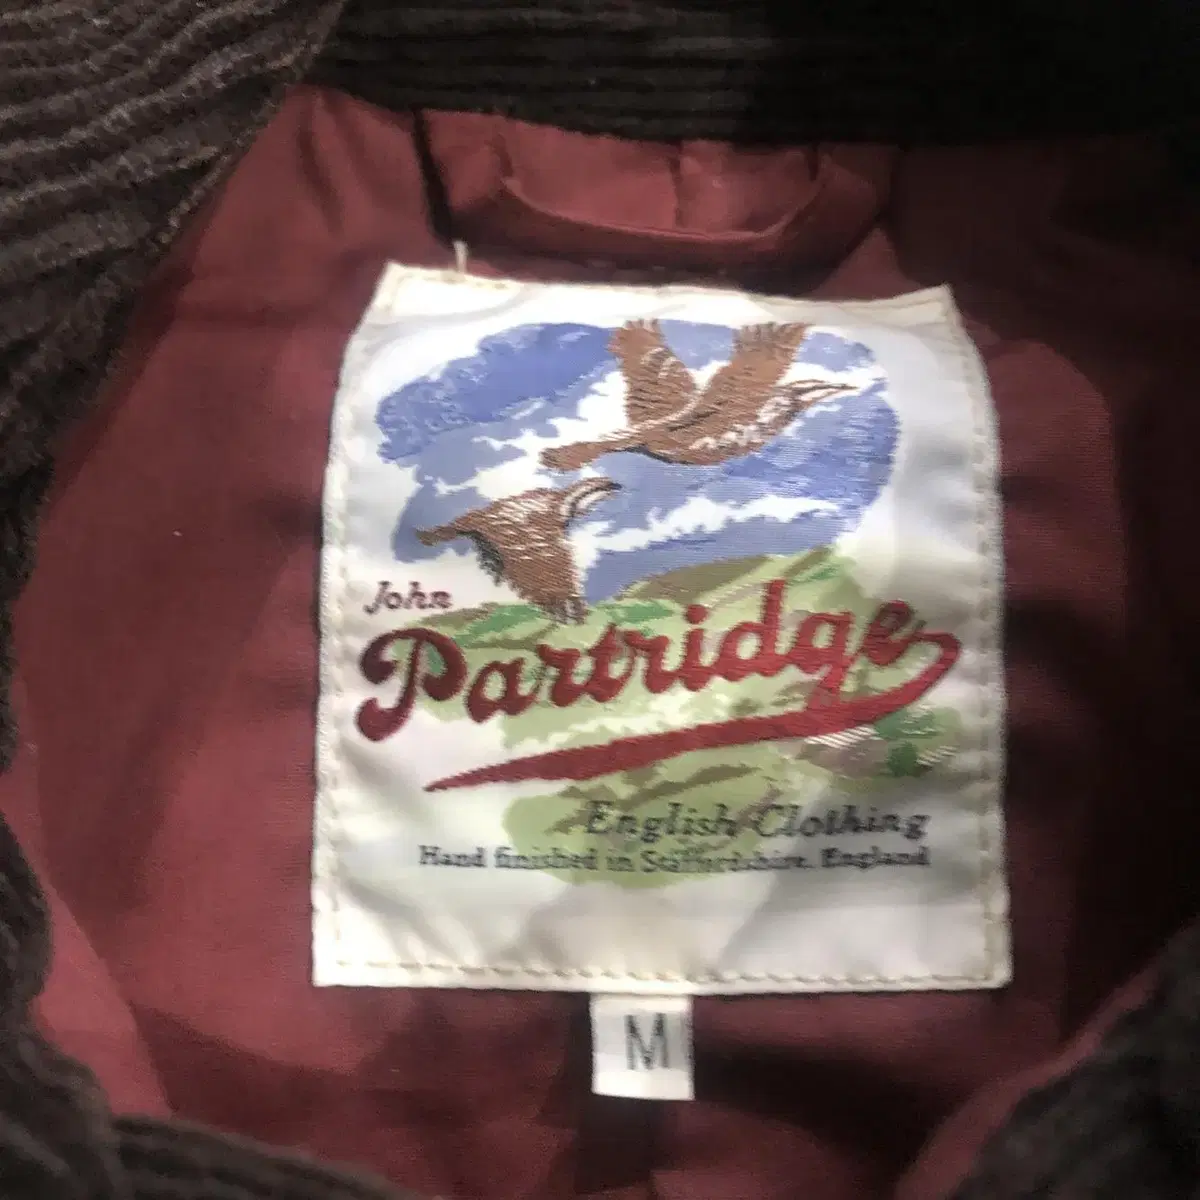 John
Partridge
English Clothing
Hand finished in Staffordshire. England
M